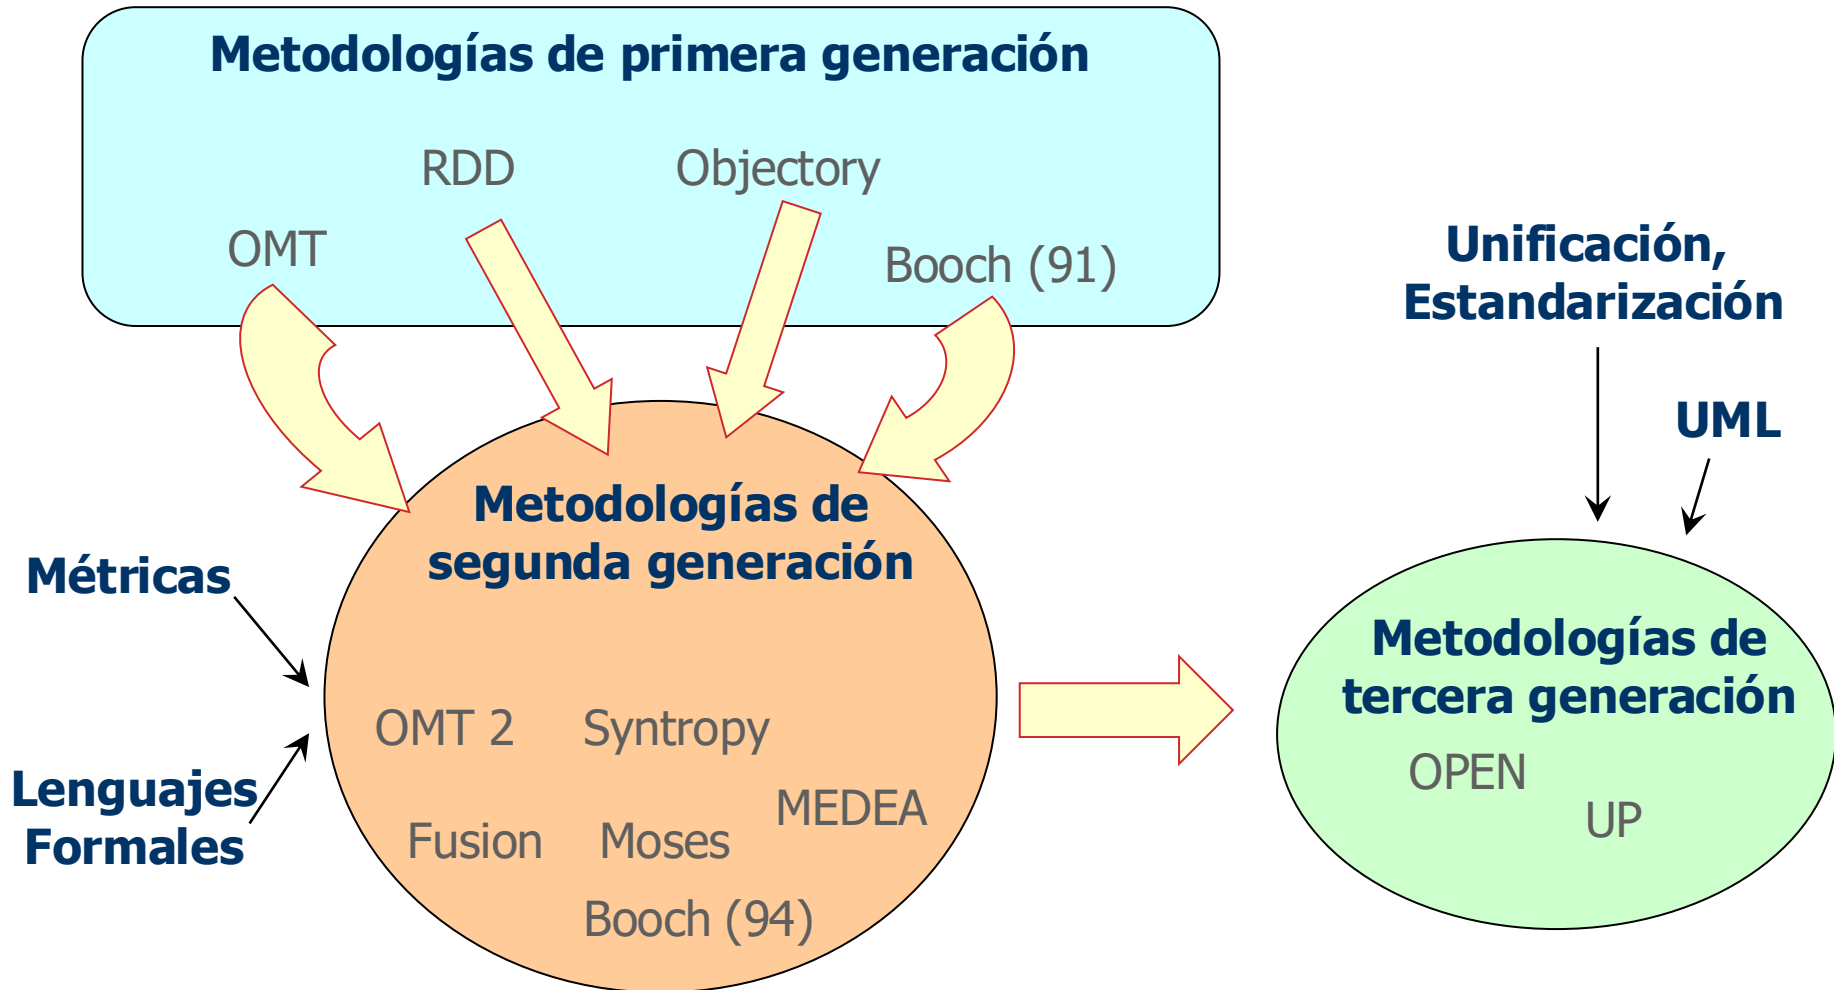 Metodologías de primera generación
RDD
Objectory
OMT
Booch (91)
Unificación,
Estandarización
UML
Metodologías de
segunda generación
Métricas
Lenguajes
Formales
OMT 2
Syntropy
MEDEA
Fusion
Moses
Booch (94)
Metodologías de
tercera generación
OPEN
UP